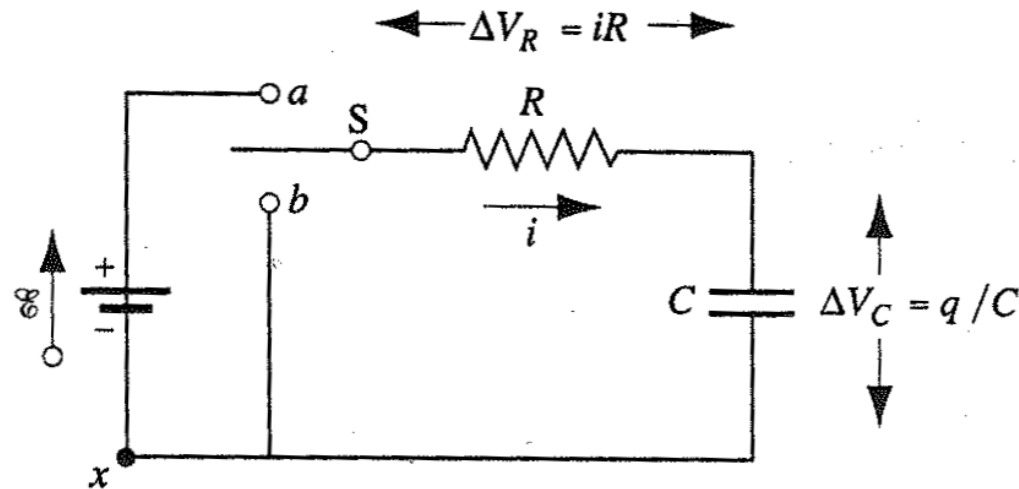 ΔV_R = iR
a
S
R
b
i
+
ℰ
−
C
ΔV_C = q / C
x